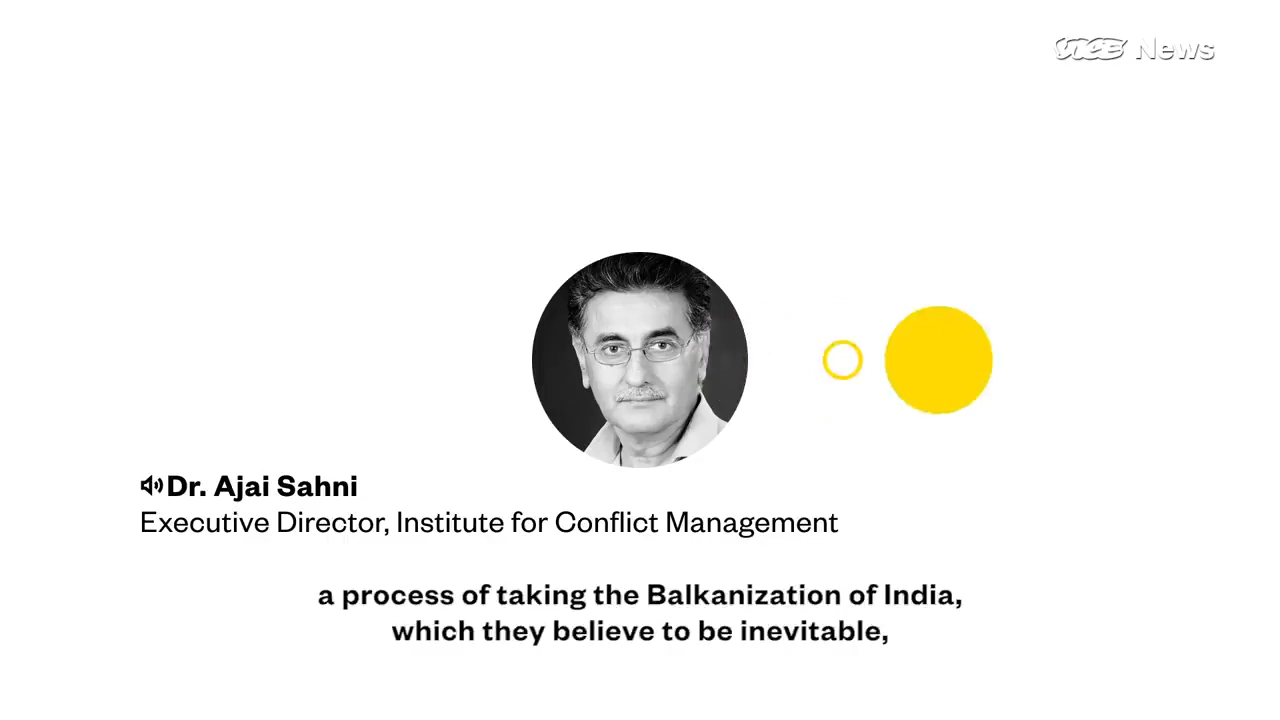 VICE News
Dr. Ajai Sahni
Executive Director, Institute for Conflict Management
a process of taking the Balkanization of India,
which they believe to be inevitable,